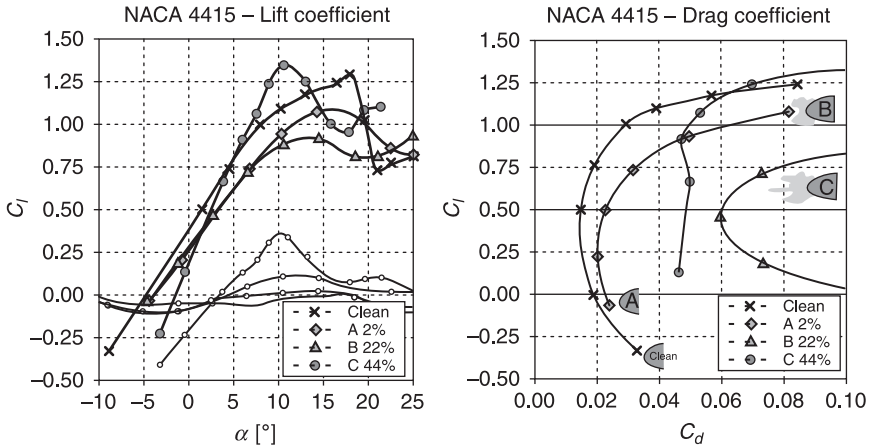 NACA 4415 – Lift coefficient
1.50
1.25
1.00
0.75
0.50
0.25
0.00
–0.25
–0.50
Cl
–10 –5 0 5 10 15 20 25
α [°]
Clean
A 2%
B 22%
C 44%
NACA 4415 – Drag coefficient
1.50
1.25
1.00
0.75
0.50
0.25
0.00
–0.25
–0.50
Cl
B
C
A
Clean
Clean
A 2%
B 22%
C 44%
0.00 0.02 0.04 0.06 0.08 0.10
Cd